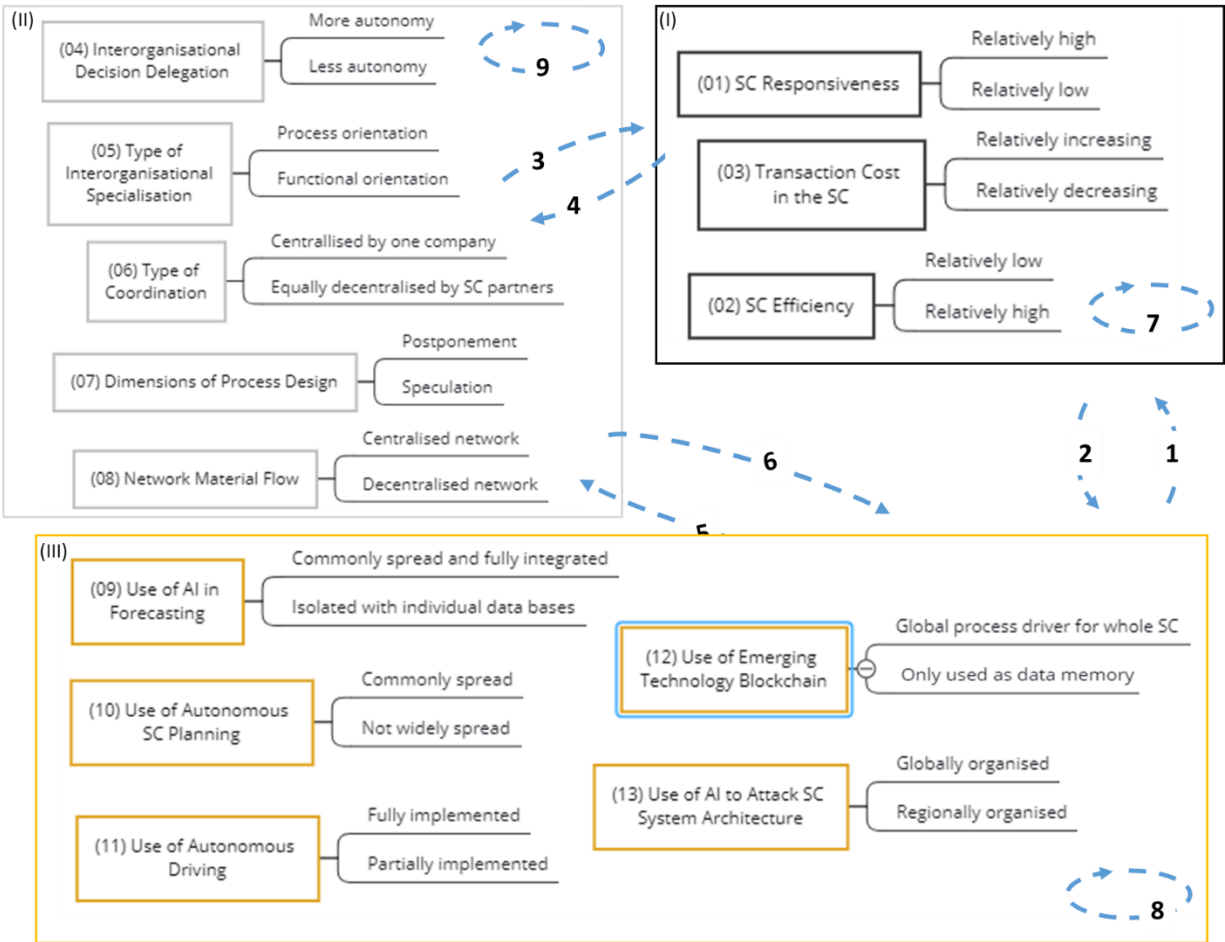 (II)
(04) Interorganisational
Decision Delegation
More autonomy
Less autonomy
9
(05) Type of
Interorganisational
Specialisation
Process orientation
Functional orientation
3
4
(06) Type of
Coordination
Centrallised by one company
Equally decentralised by SC partners
(07) Dimensions of Process Design
Postponement
Speculation
(08) Network Material Flow
Centralised network
Decentralised network
(I)
(01) SC Responsiveness
Relatively high
Relatively low
(03) Transaction Cost
in the SC
Relatively increasing
Relatively decreasing
(02) SC Efficiency
Relatively low
Relatively high
7
2
1
6
5
(III)
(09) Use of AI in
Forecasting
Commonly spread and fully integrated
Isolated with individual data bases
(10) Use of Autonomous
SC Planning
Commonly spread
Not widely spread
(11) Use of Autonomous
Driving
Fully implemented
Partially implemented
(12) Use of Emerging
Technology Blockchain
Global process driver for whole SC
Only used as data memory
(13) Use of AI to Attack SC
System Architecture
Globally organised
Regionally organised
8